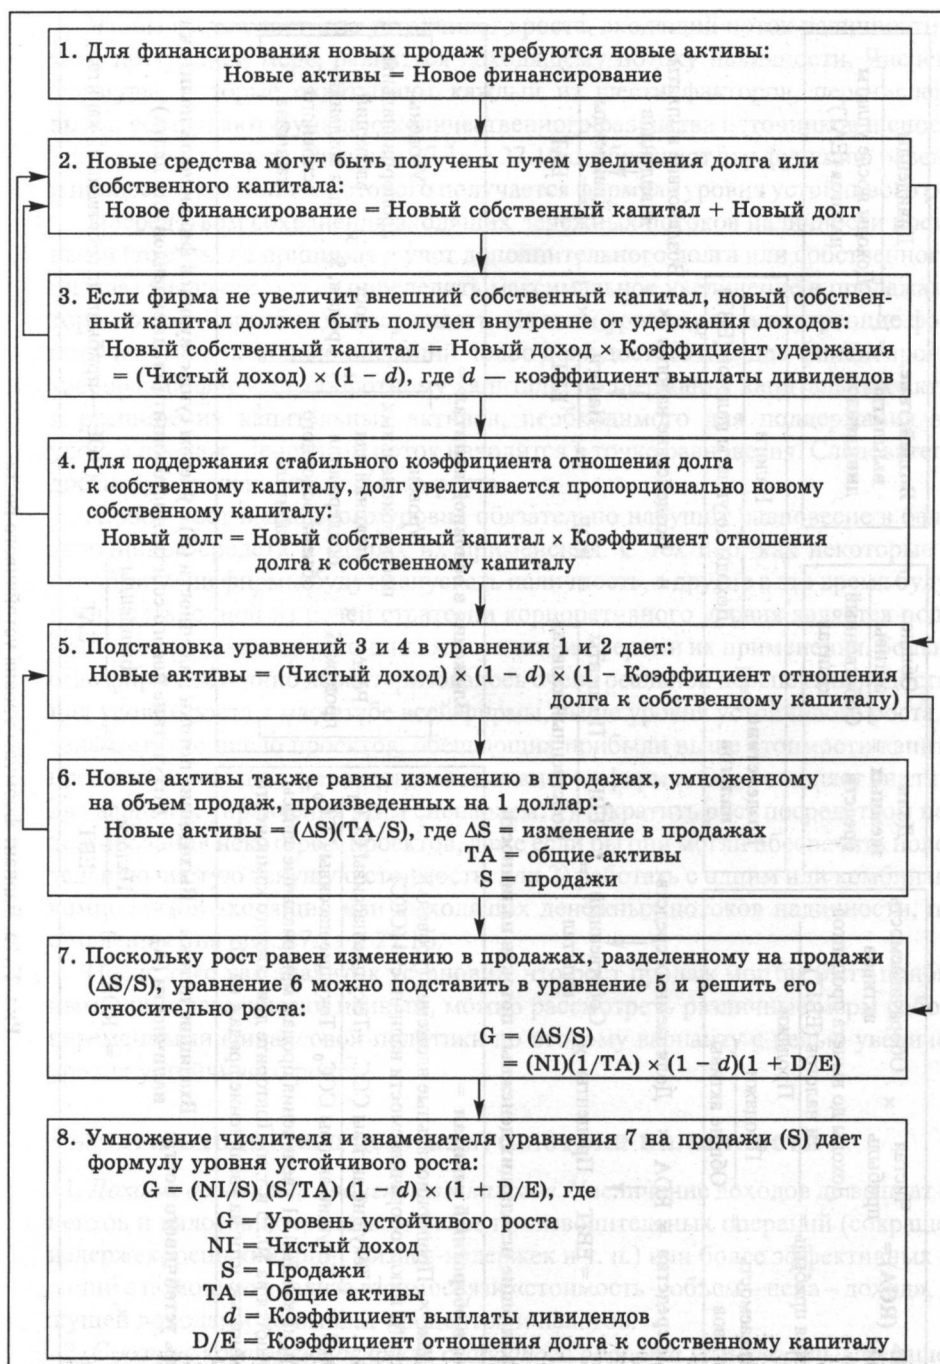 1. Для финансирования новых продаж требуются новые активы:
Новые активы = Новое финансирование
2. Новые средства могут быть получены путем увеличения долга или
собственного капитала:
Новое финансирование = Новый собственный капитал + Новый долг
3. Если фирма не увеличит внешний собственный капитал, новый собствен-
ный капитал должен быть получен внутренне от удержания доходов:
Новый собственный капитал = Новый доход × Коэффициент удержания
= (Чистый доход) × (1 – d), где d — коэффициент выплаты дивидендов
4. Для поддержания стабильного коэффициента отношения долга
к собственному капиталу, долг увеличивается пропорционально новому
собственному капиталу:
Новый долг = Новый собственный капитал × Коэффициент отношения
долга к собственному капиталу
5. Подстановка уравнений 3 и 4 в уравнения 1 и 2 дает:
Новые активы = (Чистый доход) × (1 – d) × (1 – Коэффициент отношения
долга к собственному капиталу)
6. Новые активы также равны изменению в продажах, умноженному
на объем продаж, произведенных на 1 доллар:
Новые активы = (ΔS)(TA/S), где ΔS = изменение в продажах
TA = общие активы
S = продажи
7. Поскольку рост равен изменению в продажах, разделенному на продажи
(ΔS/S), уравнение 6 можно подставить в уравнение 5 и решить его
относительно роста:
G = (ΔS/S)
= (NI)(1/TA) × (1 – d)(1 + D/E)
8. Умножение числителя и знаменателя уравнения 7 на продажи (S) дает
формулу уровня устойчивого роста:
G = (NI/S) (S/TA) (1 – d) × (1 + D/E), где
G = Уровень устойчивого роста
NI = Чистый доход
S = Продажи
TA = Общие активы
d = Коэффициент выплаты дивидендов
D/E = Коэффициент отношения долга к собственному капиталу